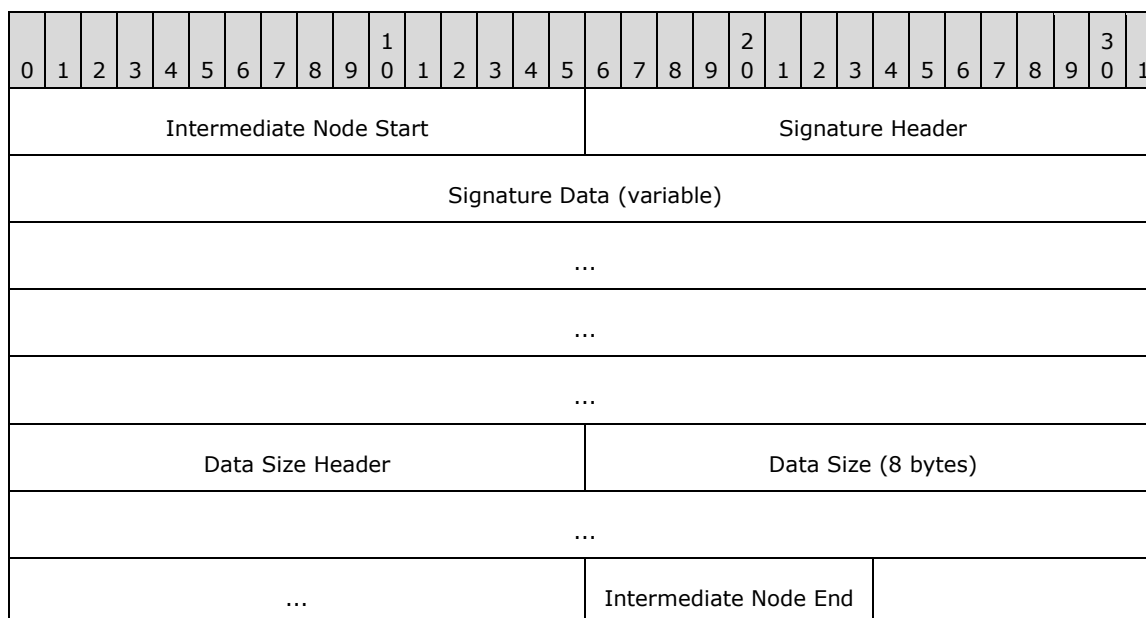 1 2 3
0 1 2 3 4 5 6 7 8 9 0 1 2 3 4 5 6 7 8 9 0 1 2 3 4 5 6 7 8 9 0 1
Intermediate Node Start Signature Header
Signature Data (variable)
...
...
...
Data Size Header Data Size (8 bytes)
...
... Intermediate Node End